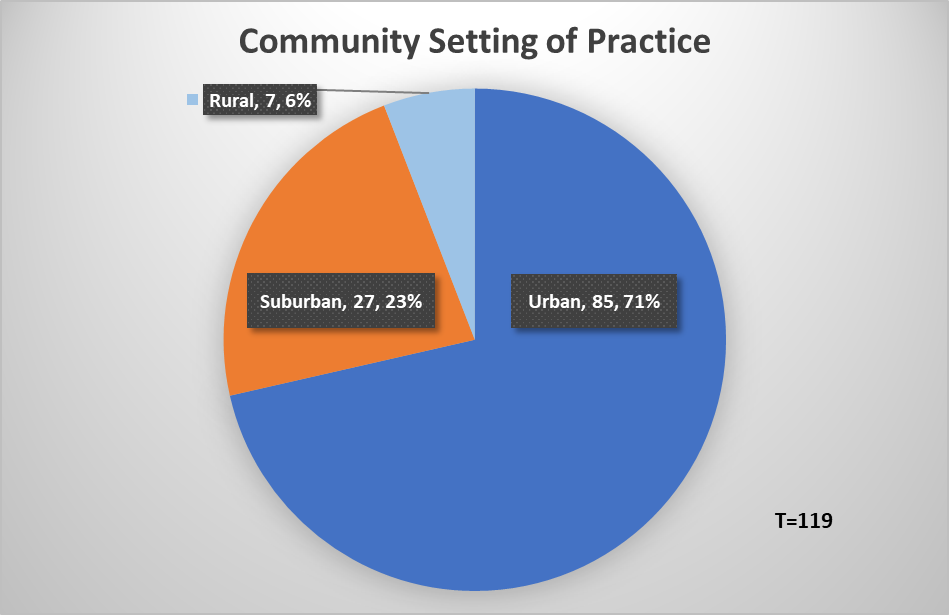 Community Setting of Practice
Rural, 7, 6%
Suburban, 27, 23%
Urban, 85, 71%
T=119